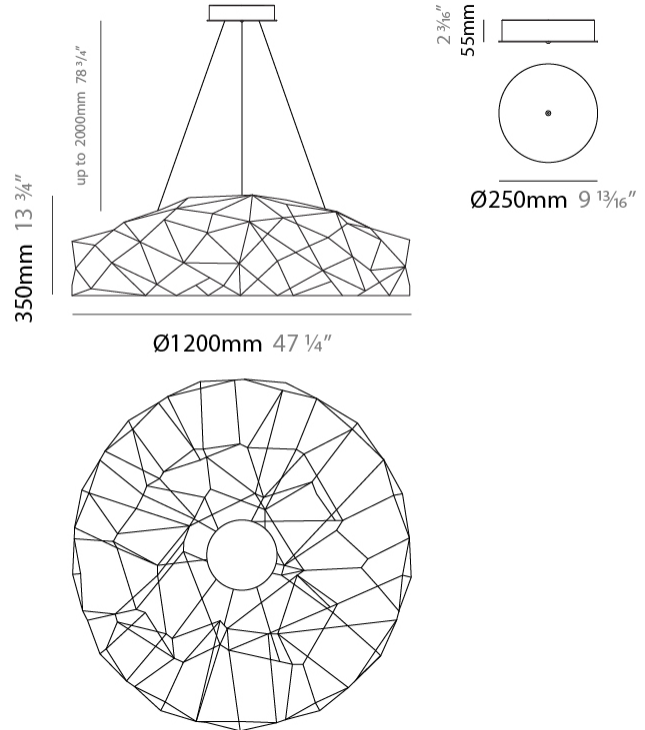 up to 2000mm 78 ³/₄″
350mm 13 ¾″
Ø1200mm 47 ¼″
2 ³⁄₁₆″
55mm
Ø250mm 9 ¹³⁄₁₆″